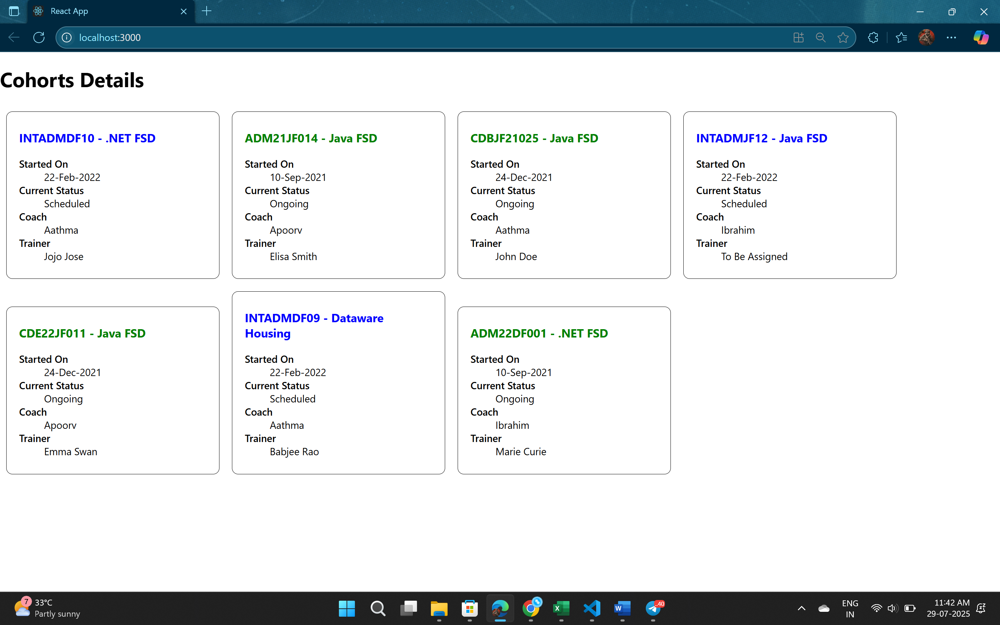 React App
localhost:3000
Cohorts Details
INTADMDF10 - .NET FSD
Started On
22-Feb-2022
Current Status
Scheduled
Coach
Aathma
Trainer
Jojo Jose
ADM21JF014 - Java FSD
Started On
10-Sep-2021
Current Status
Ongoing
Coach
Apoorv
Trainer
Elisa Smith
CDBJF21025 - Java FSD
Started On
24-Dec-2021
Current Status
Ongoing
Coach
Aathma
Trainer
John Doe
INTADMJF12 - Java FSD
Started On
22-Feb-2022
Current Status
Scheduled
Coach
Ibrahim
Trainer
To Be Assigned
CDE22JF011 - Java FSD
Started On
24-Dec-2021
Current Status
Ongoing
Coach
Apoorv
Trainer
Emma Swan
INTADMDF09 - Dataware
Housing
Started On
22-Feb-2022
Current Status
Scheduled
Coach
Aathma
Trainer
Babjee Rao
ADM22DF001 - .NET FSD
Started On
10-Sep-2021
Current Status
Ongoing
Coach
Ibrahim
Trainer
Marie Curie
7
33°C
Partly sunny
X
W
..40
ENG
IN
11:42 AM
29-07-2025